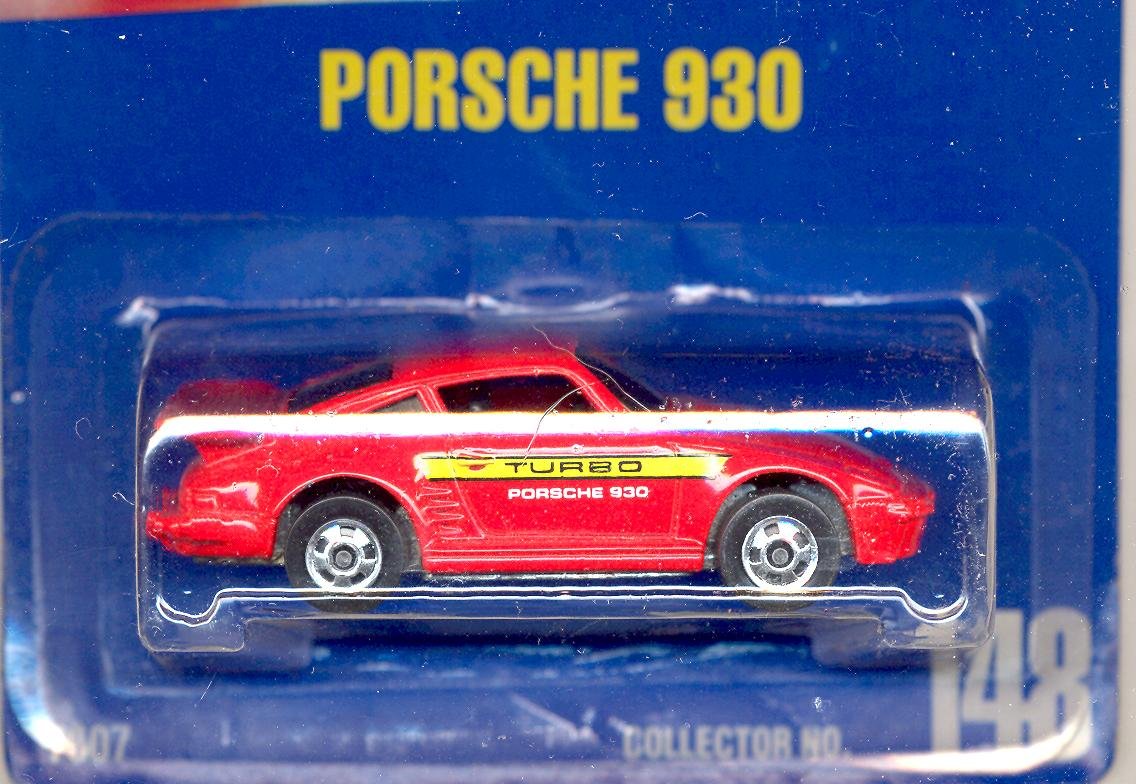 PORSCHE 930
TURBO
PORSCHE 930
148
COLLECTOR NO.